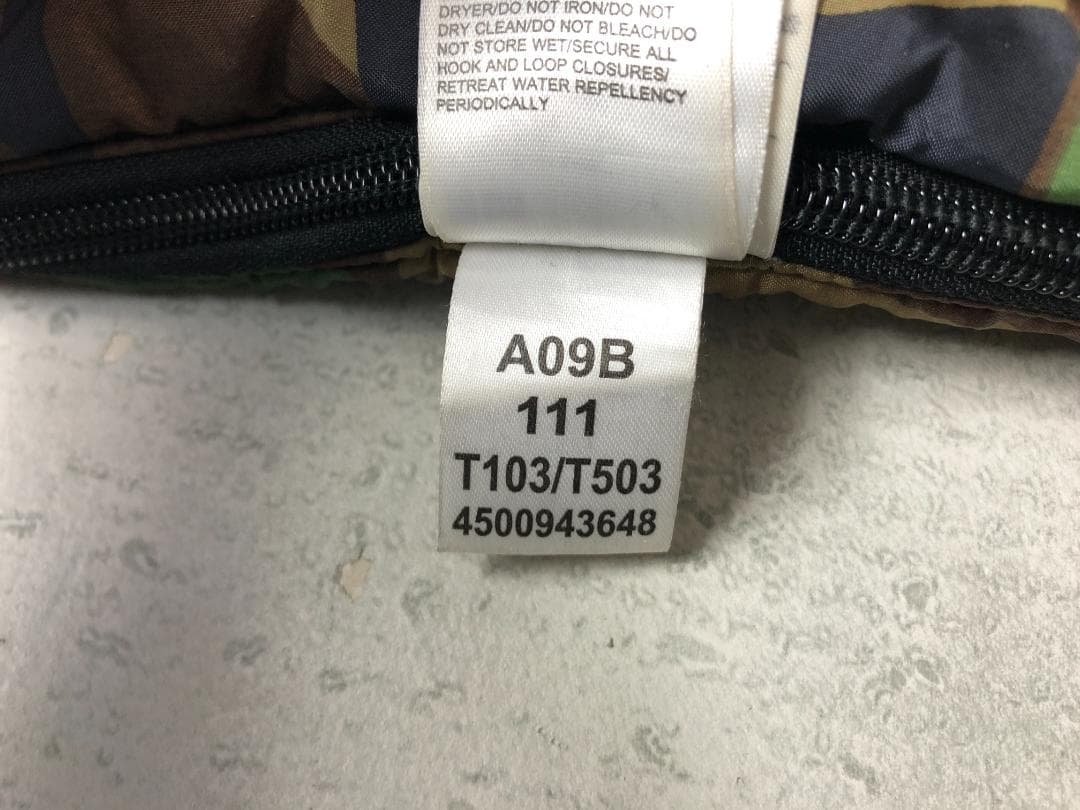 DRYER/DO NOT IRON/DO NOT
DRY CLEAN/DO NOT BLEACH/DO
NOT STORE WET/SECURE ALL
HOOK AND LOOP CLOSURES/
RETREAT WATER REPELLENCY
PERIODICALLY
A09B
111
T103/T503
4500943648